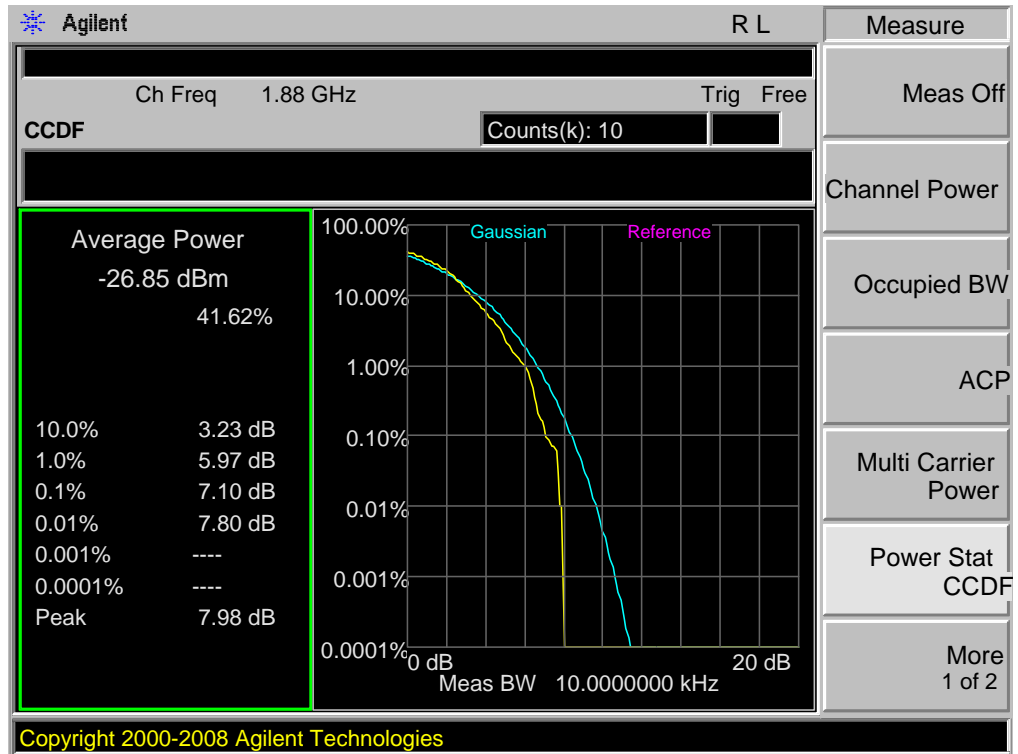 Agilent
R L
Measure
Ch Freq 1.88 GHz
Trig Free
CCDF
Counts(k): 10
Meas Off
Channel Power
Occupied BW
ACP
Multi Carrier
Power
Power Stat
CCDF
More
1 of 2
Average Power
-26.85 dBm
41.62%
10.0% 3.23 dB
1.0% 5.97 dB
0.1% 7.10 dB
0.01% 7.80 dB
0.001% ----
0.0001% ----
Peak 7.98 dB
100.00%
Gaussian
Reference
10.00%
1.00%
0.10%
0.01%
0.001%
0.0001%
0 dB
20 dB
Meas BW 10.0000000 kHz
Copyright 2000-2008 Agilent Technologies